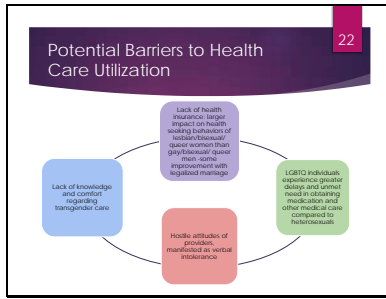 22
Potential Barriers to Health
Care Utilization
Lack of health
insurance: larger
impact on health
seeking behavior of
lesbian/bisexual/
queer women than
gay/bisexual/ queer
men -some
improvement with
legalized marriage
LGBTQ individuals
experience greater
delays and unmet
need in obtaining
medication and
other medical care
compared to
heterosexuals
Hostile attitudes of
providers,
manifested as verbal
intolerance
Lack of knowledge
and comfort
regarding
transgender care